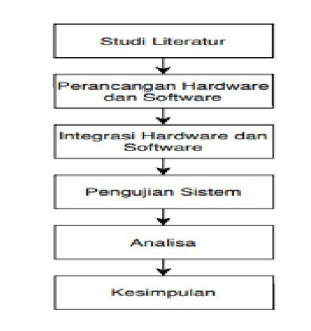 Studi Literatur
Perancangan Hardware
dan Software
Integrasi Hardware dan
Software
Pengujian Sistem
Analisa
Kesimpulan